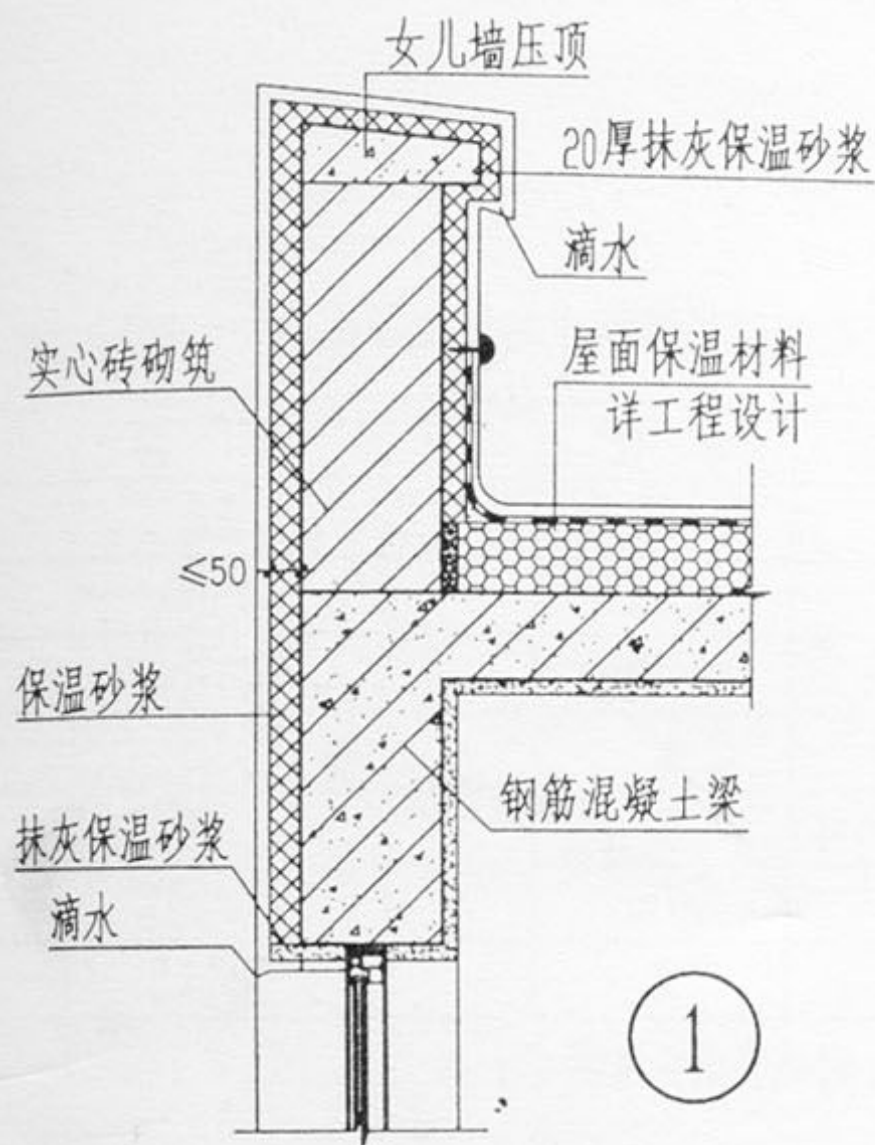 女儿墙压顶
20厚抹灰保温砂浆
滴水
实心砖砌筑
屋面保温材料
详工程设计
≤50
保温砂浆
钢筋混凝土梁
抹灰保温砂浆
滴水
1